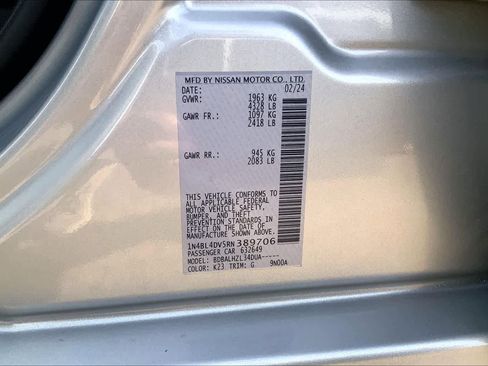 MFD BY NISSAN MOTOR CO., LTD.
DATE: 02/24
GVWR: 1963 KG
4328 LB
GAWR FR.: 1097 KG
2418 LB
GAWR RR.: 945 KG
2083 LB
THIS VEHICLE CONFORMS TO
ALL APPLICABLE FEDERAL
MOTOR VEHICLE SAFETY,
BUMPER, AND THEFT
PREVENTION STANDARDS IN
EFFECT ON THE DATE OF
MANUFACTURE SHOWN ABOVE.
1N4BL4DV5RN389706
PASSENGER CAR 632649
MODEL: BDBALHZL34DUA-----
COLOR: K23 TRIM: G 9N00A